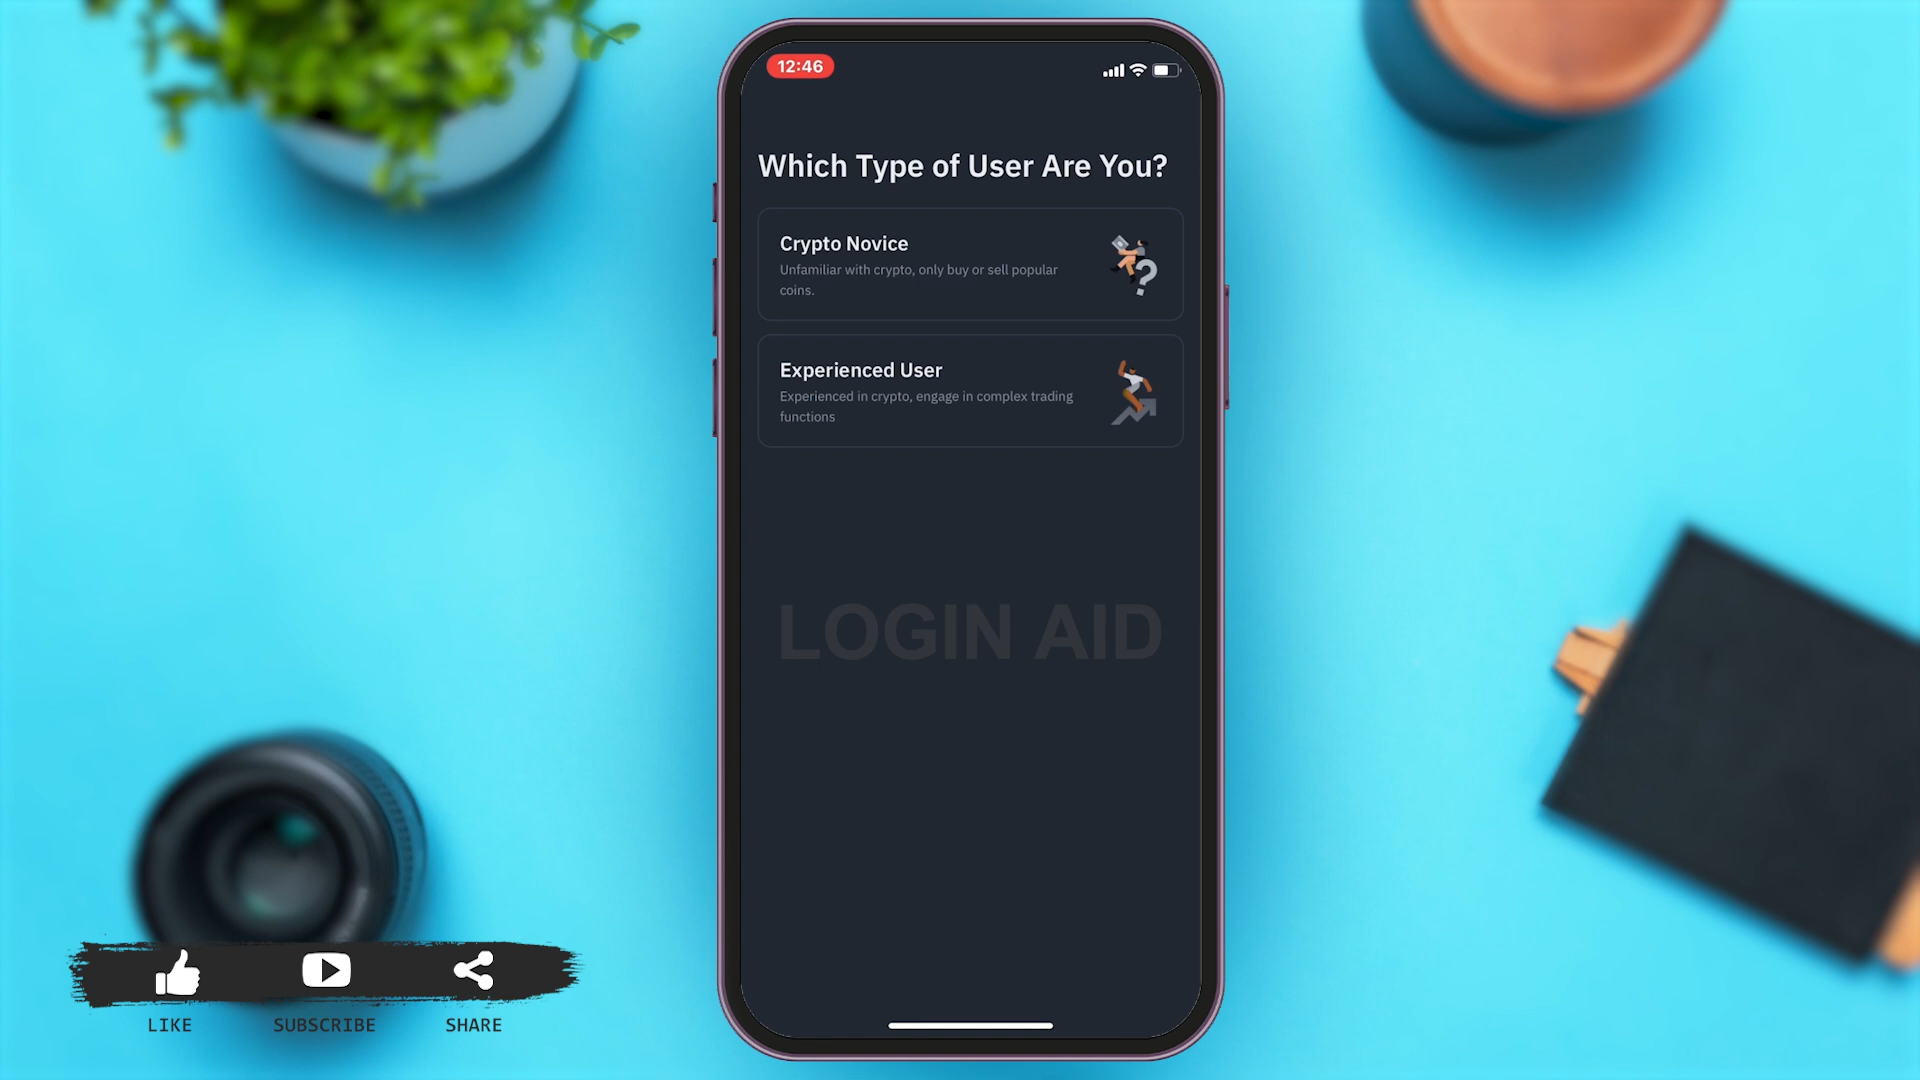 12:46
Which Type of User Are You?
Crypto Novice
Unfamiliar with crypto, only buy or sell popular
coins.
Experienced User
Experienced in crypto, engage in complex trading
functions
LOGIN AID
LIKE SUBSCRIBE SHARE